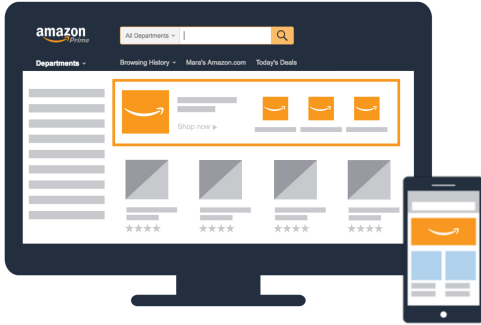 amazon
Prime
All Departments
Departments
Browsing History
Mara's Amazon.com
Today's Deals
Shop now